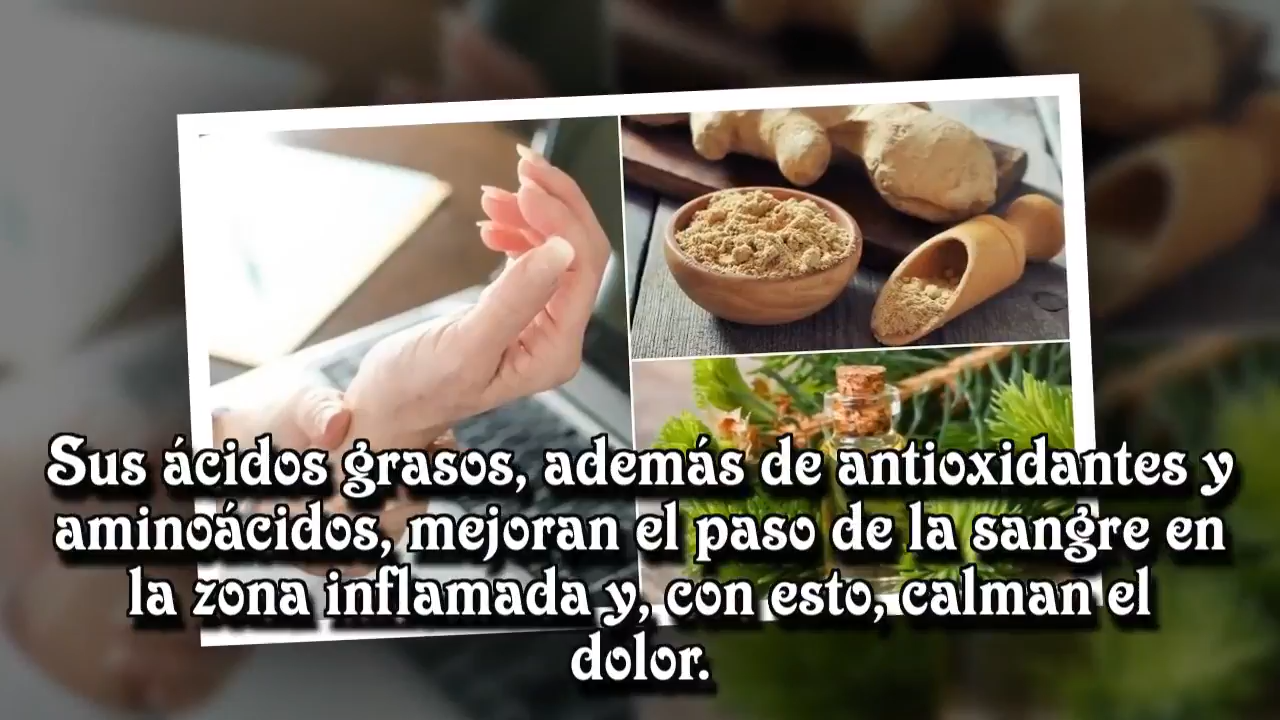 Sus ácidos grasos, además de antioxidantes y
aminoácidos, mejoran el paso de la sangre en
la zona inflamada y, con esto, calman el
dolor.